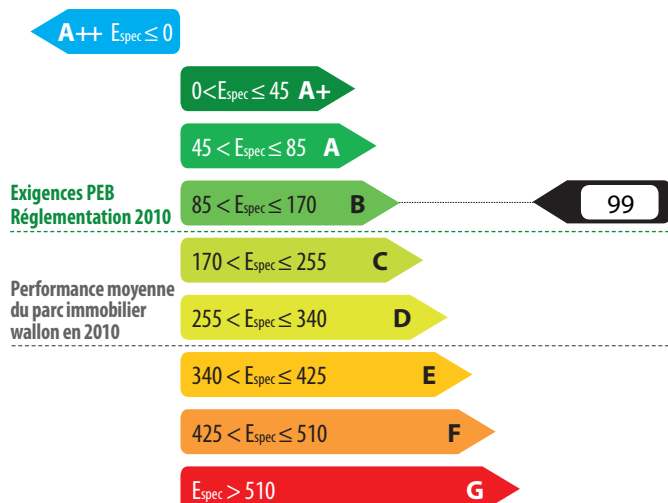 A++ Espec ≤ 0
0<Espec ≤ 45 A+
45 < Espec ≤ 85 A
Exigences PEB
Réglementation 2010
85 < Espec ≤ 170 B
99
170 < Espec ≤ 255 C
Performance moyenne
du parc immobilier
wallon en 2010
255 < Espec ≤ 340 D
340 < Espec ≤ 425 E
425 < Espec ≤ 510 F
Espec > 510 G